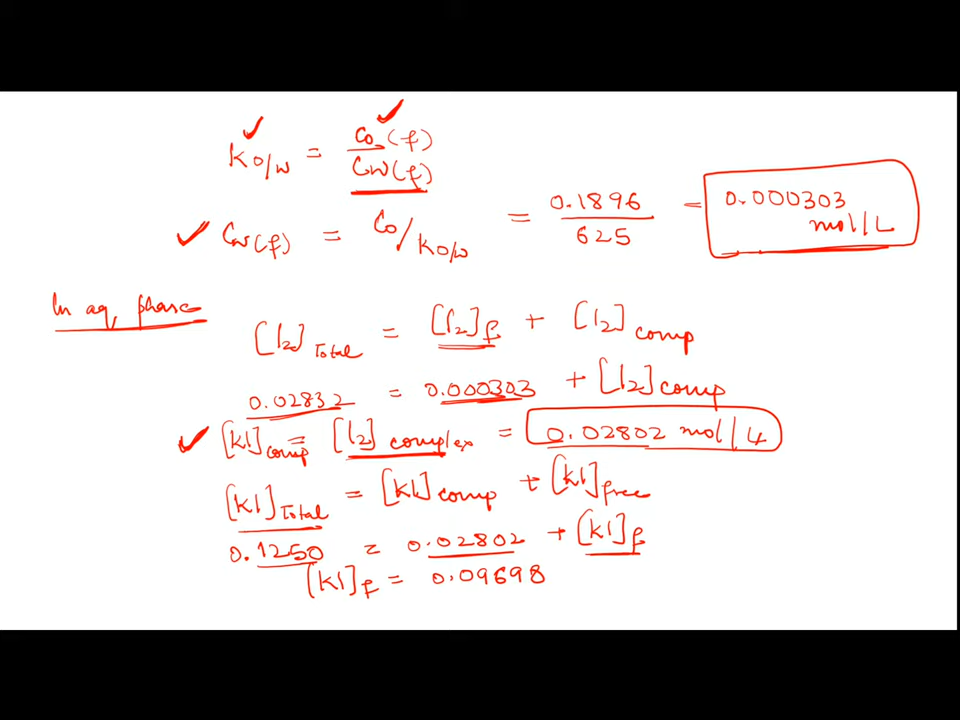 Ko/w = Co(f)/Cw(f)
Cw(f) = Co/Ko/w = 0.1896/625 = 0.000303 mol/L
In aq. phase
[I2]Total = [I2]f + [I2]comp
0.02832 = 0.000303 + [I2]comp
[KI]comp = [I2]complex = 0.02802 mol/L
[KI]Total = [KI]comp + [KI]free
0.1250 = 0.02802 + [KI]f
[KI]f = 0.09698